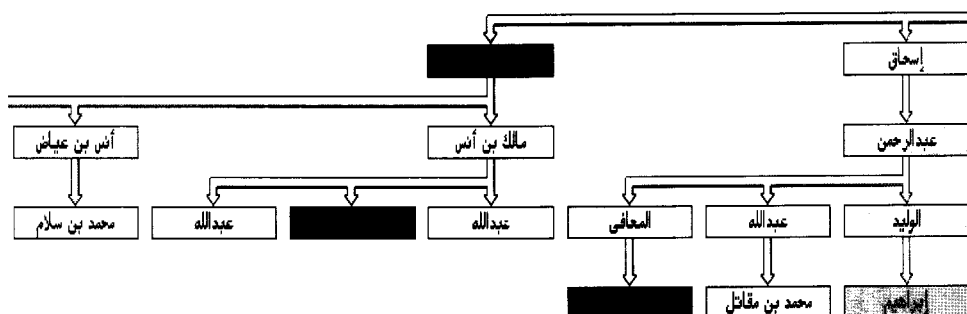 إسحاق
أنس بن عياض
مالك بن أنس
عبدالرحمن
محمد بن سلام
عبدالله
عبدالله
المعافى
عبدالله
الوليد
محمد بن مقاتل
إبراهيم